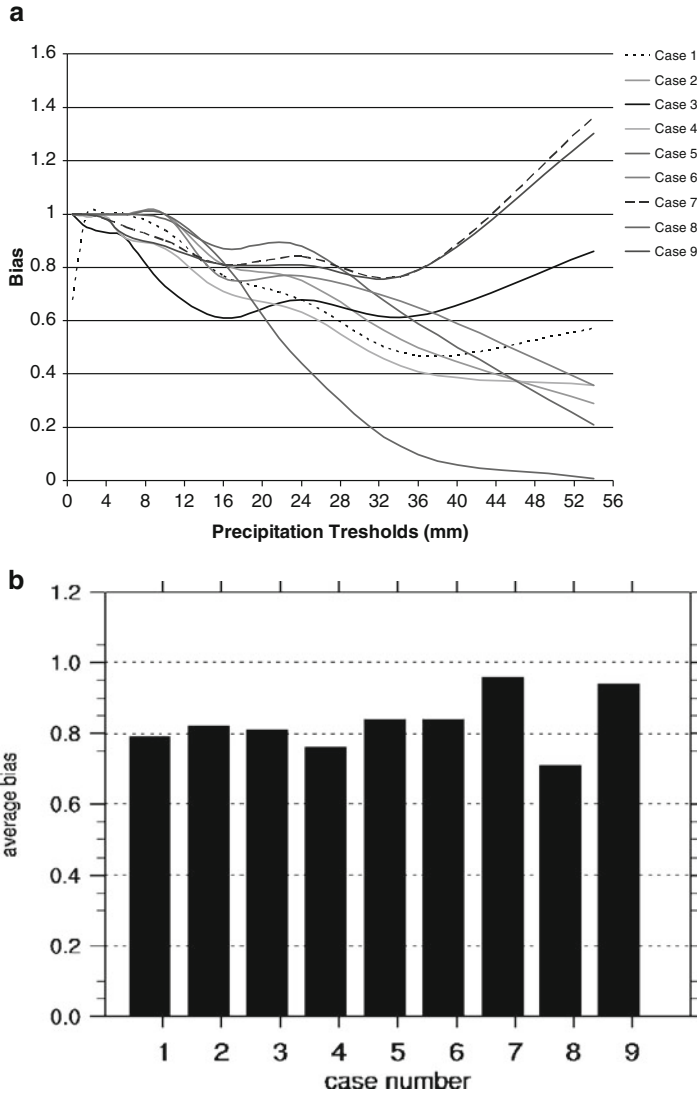 a
1.6
1.4
1.2
1
0.8
0.6
0.4
0.2
0
Bias
0 4 8 12 16 20 24 28 32 36 40 44 48 52 56
Precipitation Tresholds (mm)
Case 1
Case 2
Case 3
Case 4
Case 5
Case 6
Case 7
Case 8
Case 9
b
1.2
1.0
0.8
0.6
0.4
0.2
0.0
average bias
1 2 3 4 5 6 7 8 9
case number